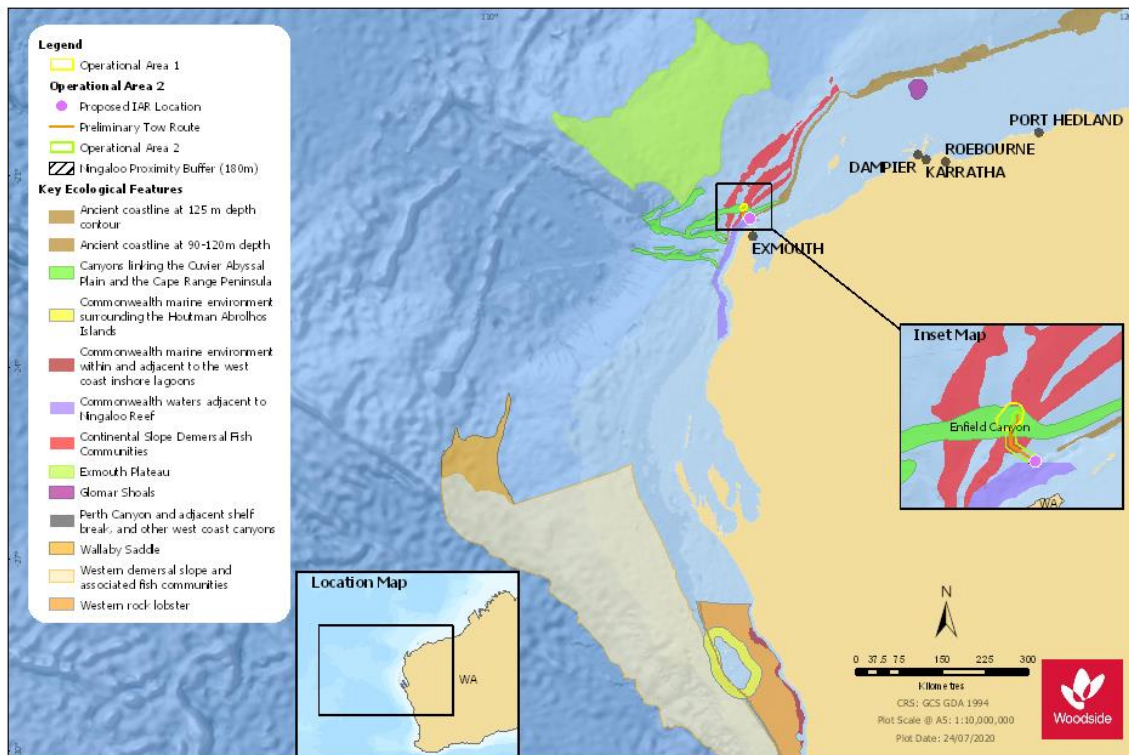 110°
120
21
24°
27°
30°
Legend
Operational Area 1
Operational Area 2
Proposed IAR Location
Preliminary Tow Route
Operational Area 2
Ningaloo Proximity Buffer (180m)
Key Ecological Features
Ancient coastline at 125 m depth
contour
Ancient coastline at 90-120m depth
Canyons linking the Cuvier Abyssal
Plain and the Cape Range Peninsula
Commonwealth marine environment
surrounding the Houtman Abrolhos
Islands
Commonwealth marine environment
within and adjacent to the west
coast inshore lagoons
Commonwealth waters adjacent to
Ningaloo Reef
Continental Slope Demersal Fish
Communities
Exmouth Plateau
Glomar Shoals
Perth Canyon and adjacent shelf
break, and other west coast canyons
Wallaby Saddle
Western demersal slope and
associated fish communities
Western rock lobster
PORT HEDLAND
ROEBOURNE
DAMPIER
KARRATHA
EXMOUTH
Inset Map
Enfield Canyon
WA
Location Map
WA
N
0 37.5 75 150 225 300
Kilometres
CRS: GCS GDA 1994
Plot Scale @ A5: 1:10,000,000
Plot Date: 24/07/2020
Woodside